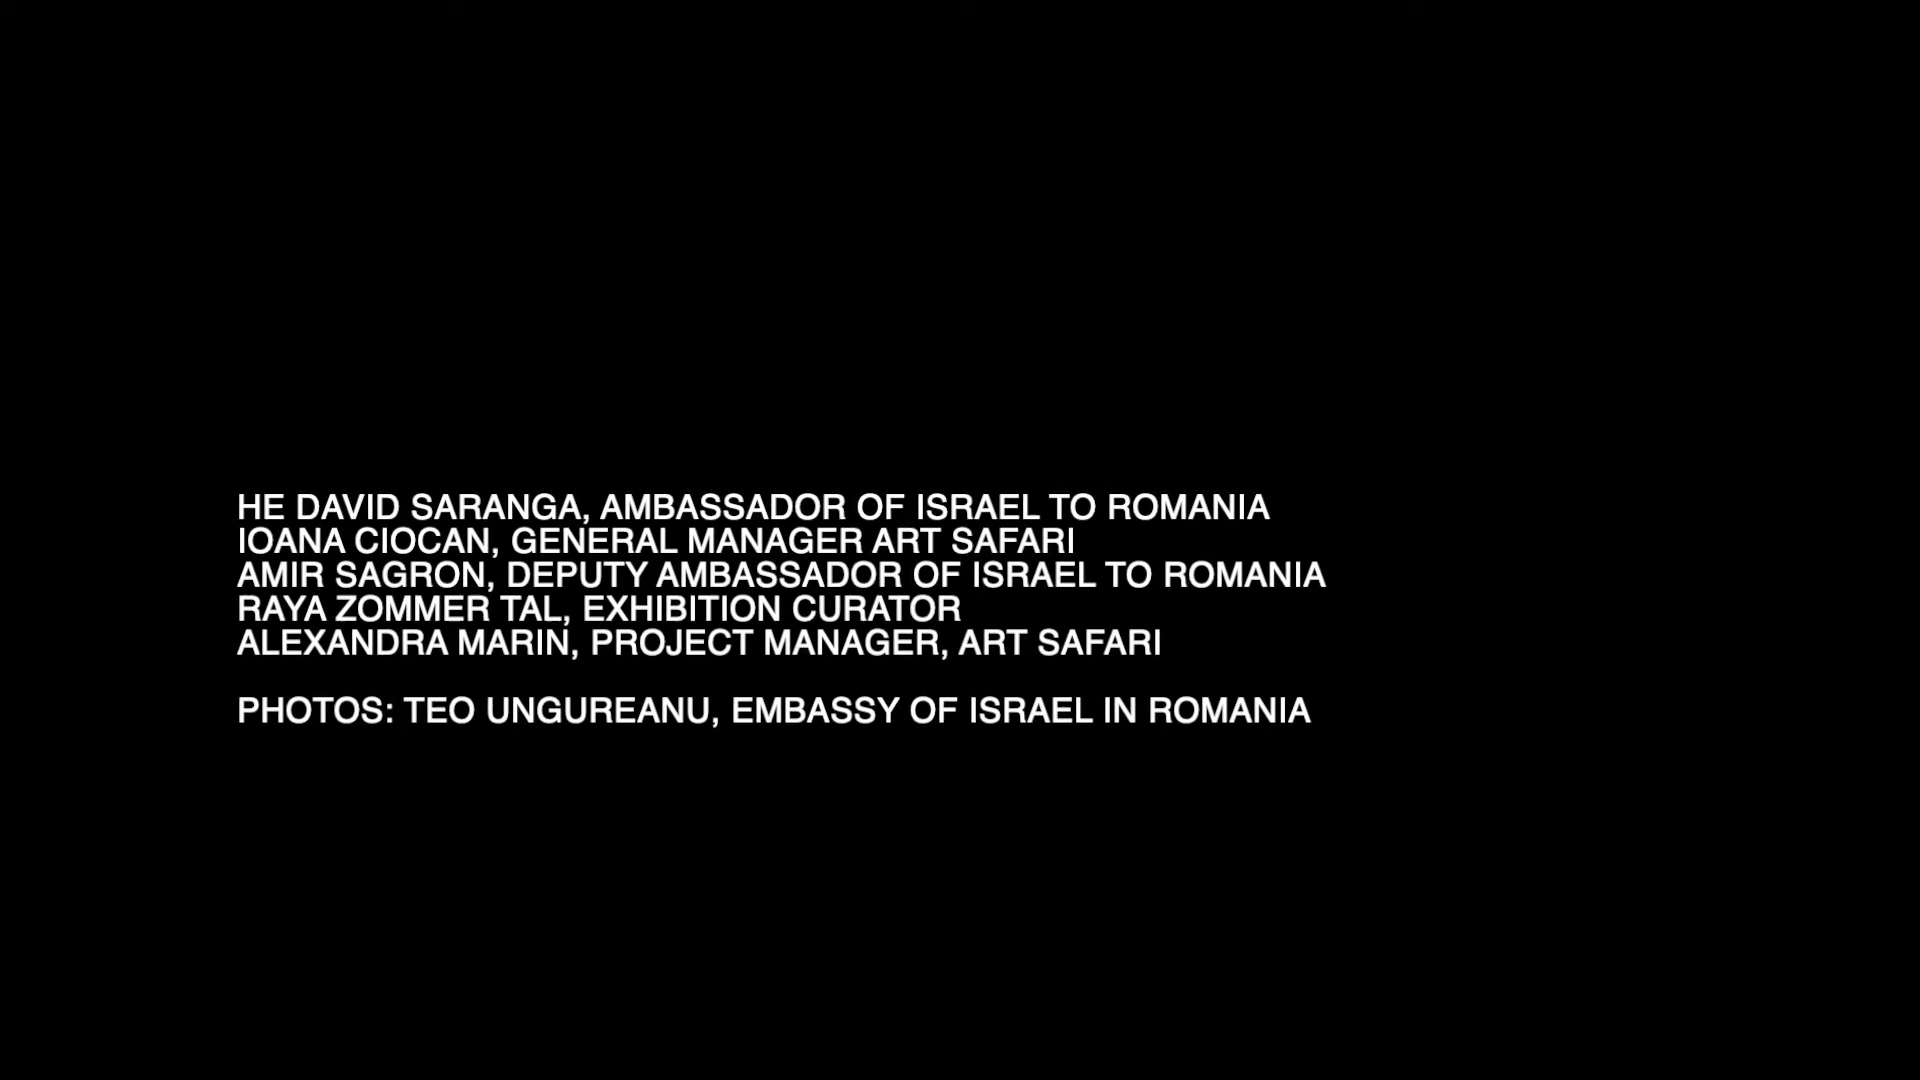 HE DAVID SARANGA, AMBASSADOR OF ISRAEL TO ROMANIA
IOANA CIOCAN, GENERAL MANAGER ART SAFARI
AMIR SAGRON, DEPUTY AMBASSADOR OF ISRAEL TO ROMANIA
RAYA ZOMMER TAL, EXHIBITION CURATOR
ALEXANDRA MARIN, PROJECT MANAGER, ART SAFARI
PHOTOS: TEO UNGUREANU, EMBASSY OF ISRAEL IN ROMANIA